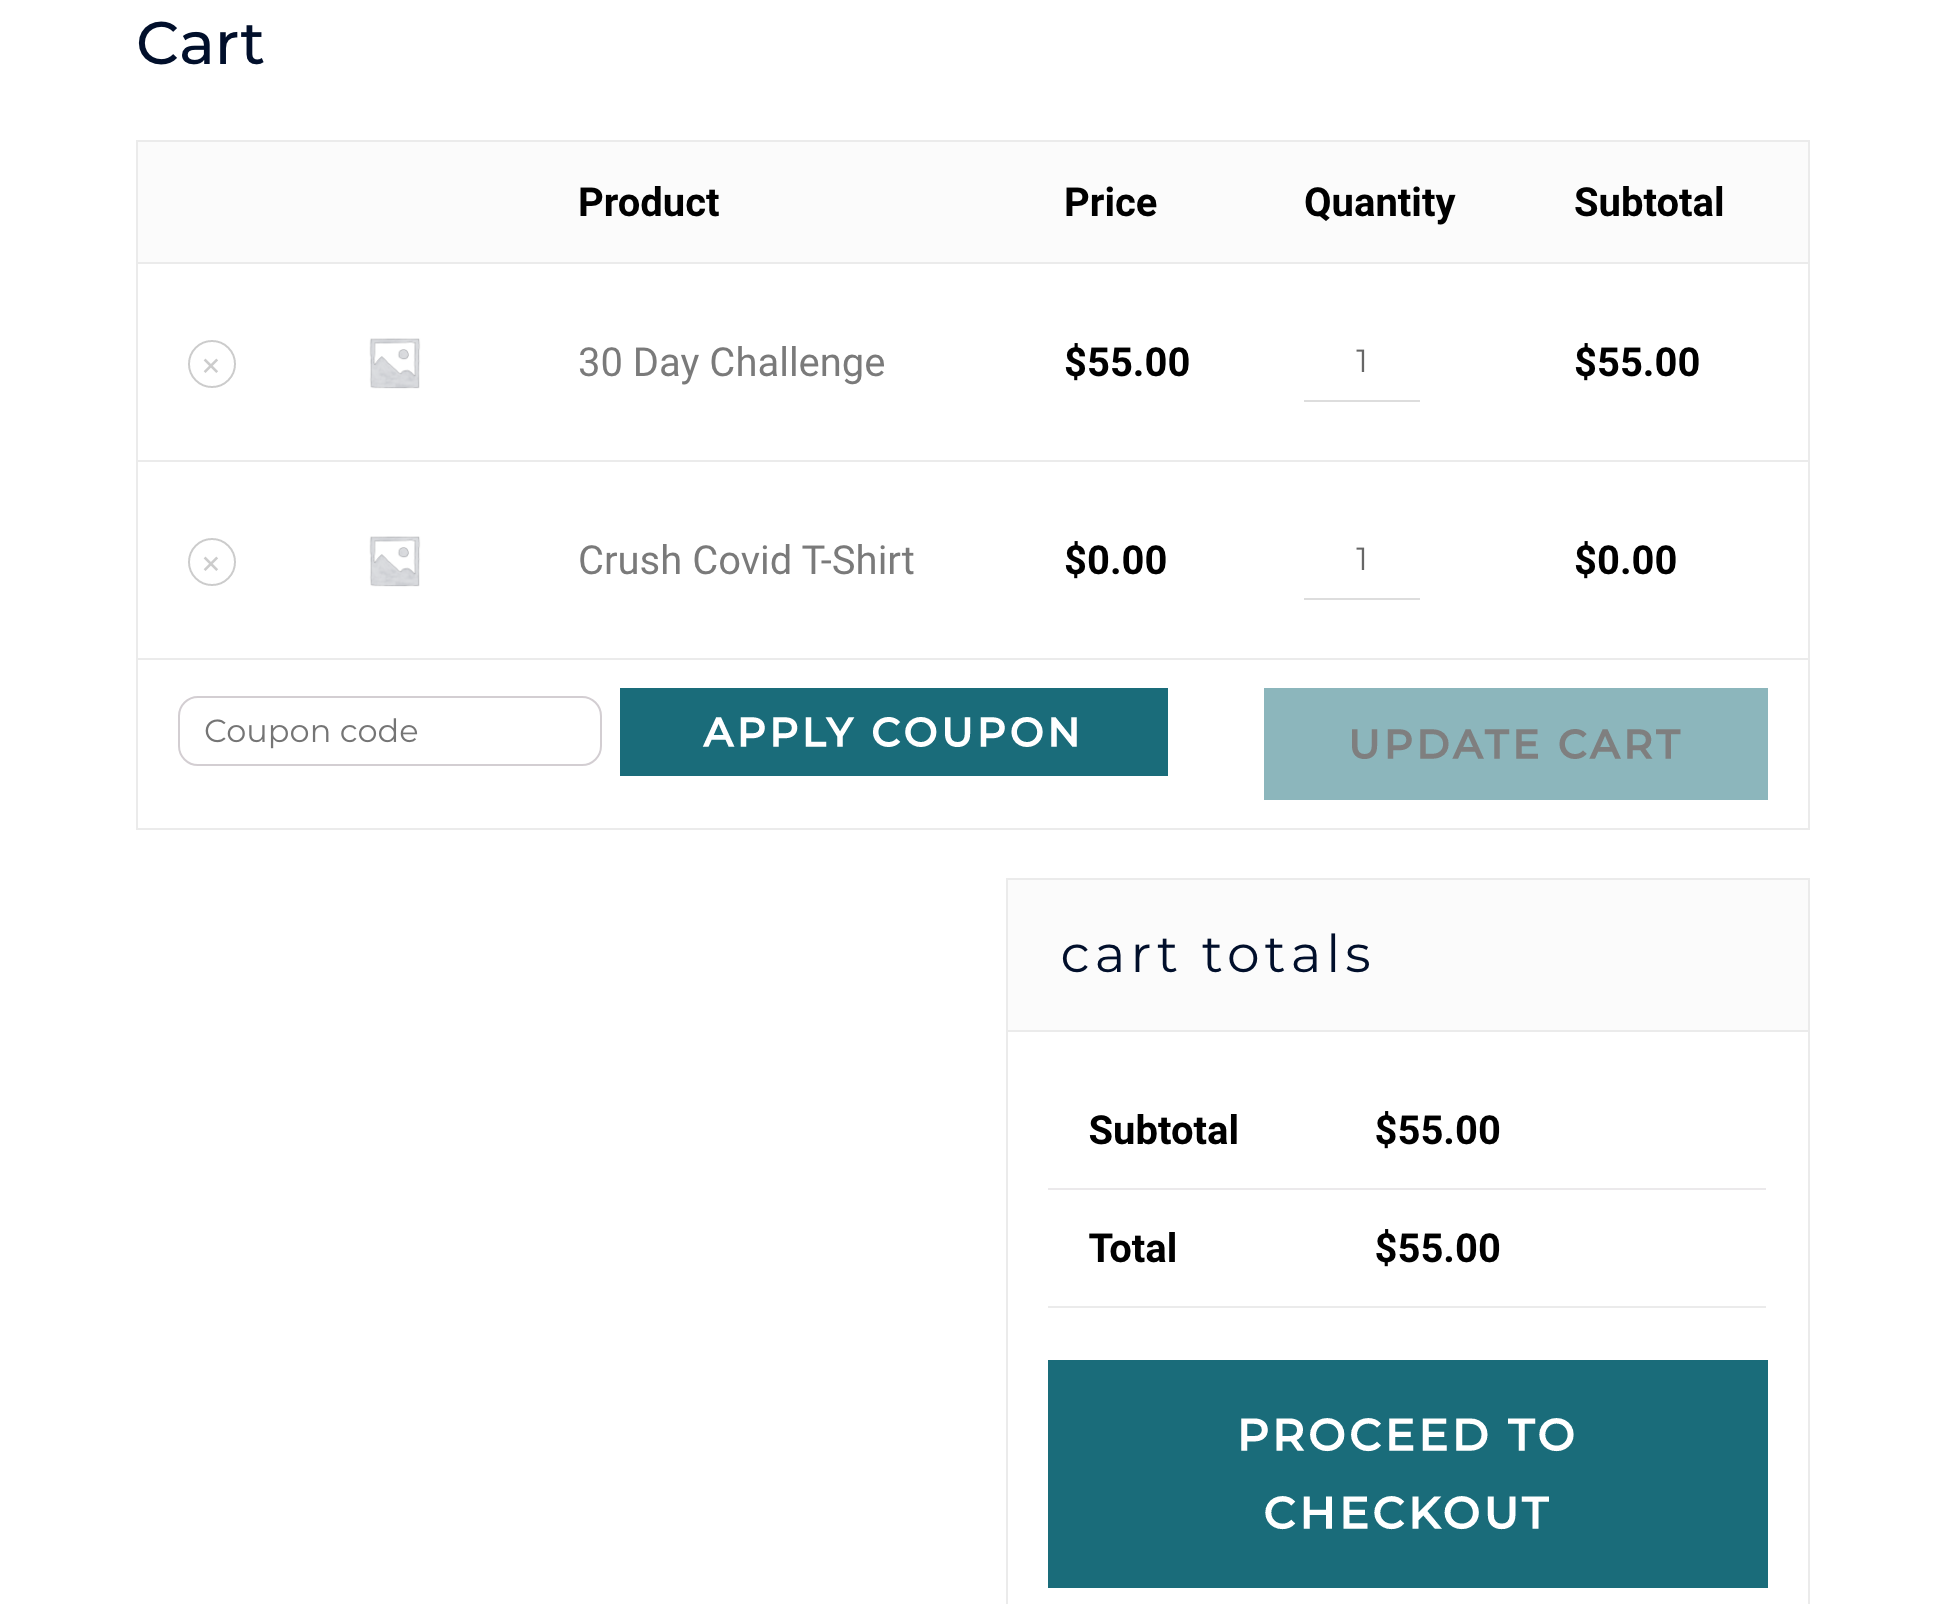 Cart
Product Price Quantity Subtotal
× 30 Day Challenge $55.00 1 $55.00
× Crush Covid T-Shirt $0.00 1 $0.00
Coupon code APPLY COUPON UPDATE CART
cart totals
Subtotal $55.00
Total $55.00
PROCEED TO
CHECKOUT